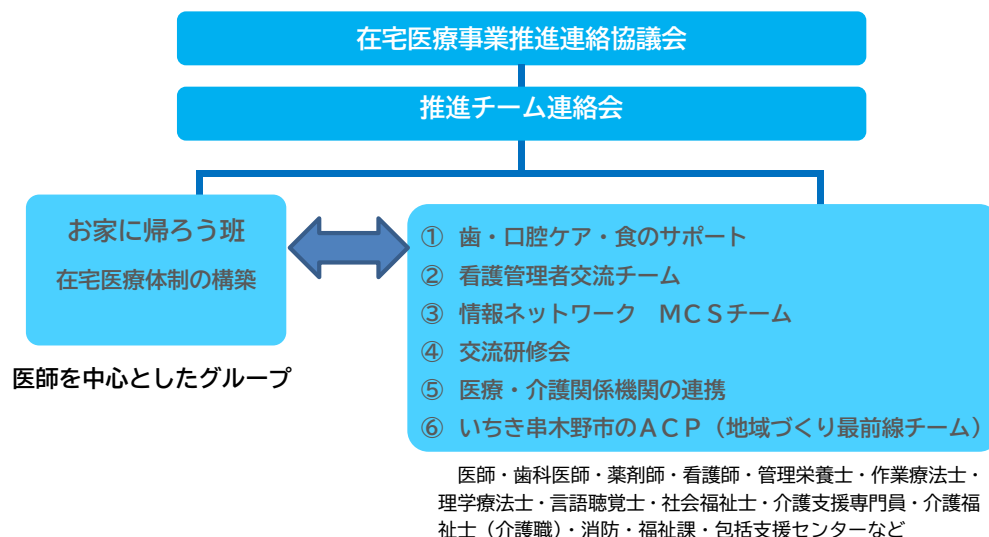 在宅医療事業推進連絡協議会
推進チーム連絡会
お家に帰ろう班
在宅医療体制の構築
医師を中心としたグループ
① 歯・口腔ケア・食のサポート
② 看護管理者交流チーム
③ 情報ネットワーク　ＭＣＳチーム
④ 交流研修会
⑤ 医療・介護関係機関の連携
⑥ いちき串木野市のＡＣＰ（地域づくり最前線チーム）
医師・歯科医師・薬剤師・看護師・管理栄養士・作業療法士・
理学療法士・言語聴覚士・社会福祉士・介護支援専門員・介護福
祉士（介護職）・消防・福祉課・包括支援センターなど